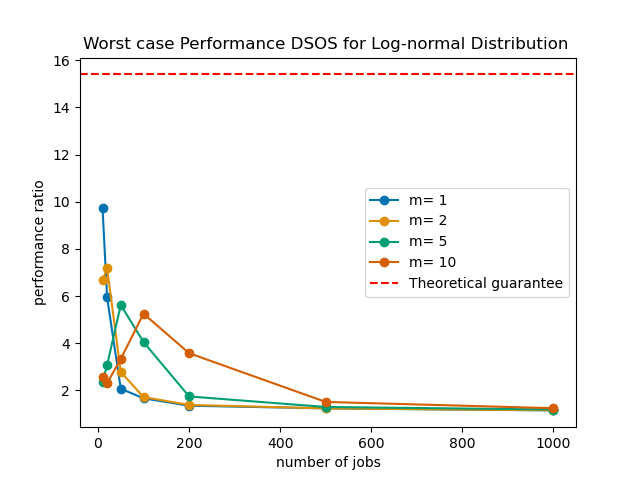 Worst case Performance DSOS for Log-normal Distribution
16
14
12
10
8
6
4
2
performance ratio
m= 1
m= 2
m= 5
m= 10
Theoretical guarantee
0 200 400 600 800 1000
number of jobs